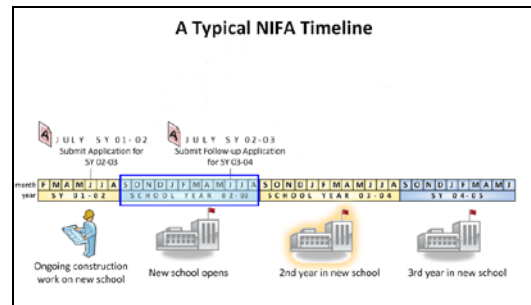 A Typical NIFA Timeline
A JULY SY 01-02
Submit Application for
SY 02-03
A JULY SY 02-03
Submit Follow-up Application
for SY 03-04
month F M A M J J A S O N D J F M A M J J A S O N D J F M A M J J A S O N D J F M A M J
year SY 01-02 SCHOOL YEAR 02-03 SCHOOL YEAR 03-04 SY 04-05
Ongoing construction
work on new school
New school opens
2nd year in new school
3rd year in new school